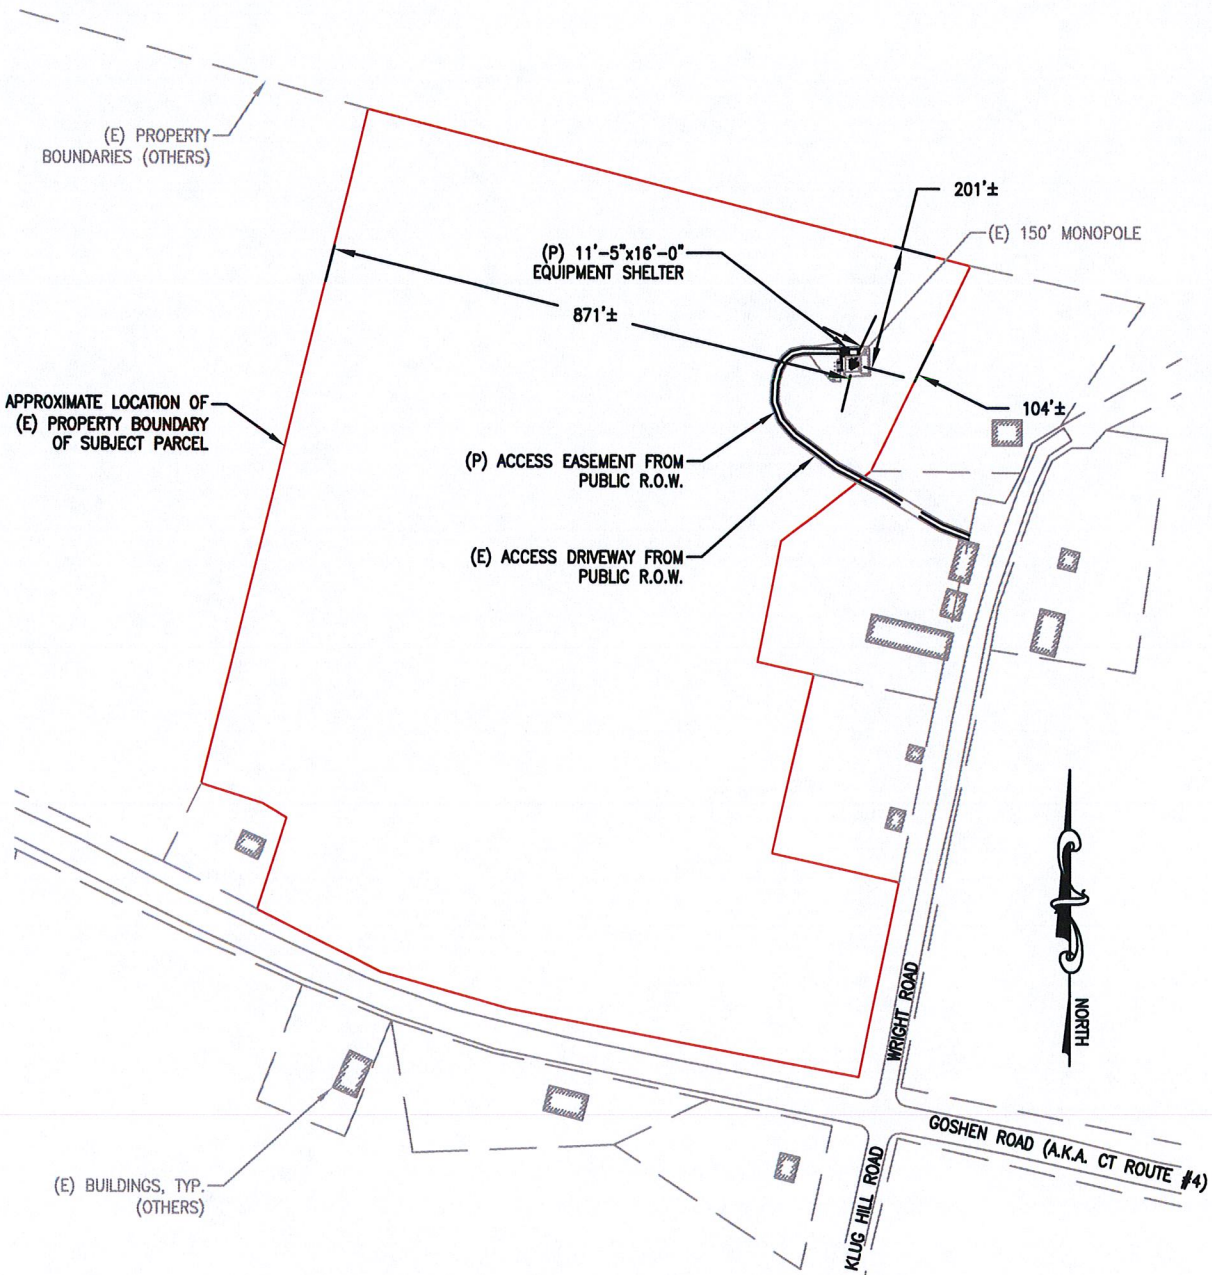 (E) PROPERTY
BOUNDARIES (OTHERS)
201'±
(E) 150' MONOPOLE
(P) 11'-5"x16'-0"
EQUIPMENT SHELTER
871'±
APPROXIMATE LOCATION OF
(E) PROPERTY BOUNDARY
OF SUBJECT PARCEL
104'±
(P) ACCESS EASEMENT FROM
PUBLIC R.O.W.
(E) ACCESS DRIVEWAY FROM
PUBLIC R.O.W.
WRIGHT ROAD
NORTH
GOSHEN ROAD (A.K.A. CT ROUTE #4)
KLUG HILL ROAD
(E) BUILDINGS, TYP.
(OTHERS)